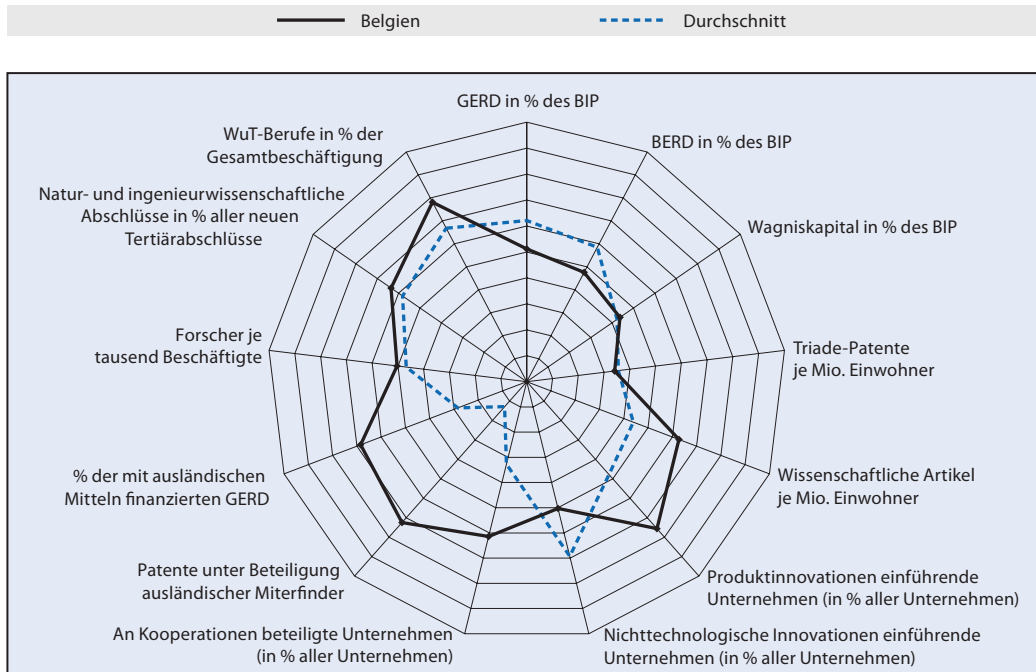 Belgien
Durchschnitt
GERD in % des BIP
BERD in % des BIP
Wagniskapital in % des BIP
Triade-Patente
je Mio. Einwohner
Wissenschaftliche Artikel
je Mio. Einwohner
Produktinnovationen einführende
Unternehmen (in % aller Unternehmen)
Nichttechnologische Innovationen einführende
Unternehmen (in % aller Unternehmen)
An Kooperationen beteiligte Unternehmen
(in % aller Unternehmen)
Patente unter Beteiligung
ausländischer Miterfinder
% der mit ausländischen
Mitteln finanzierten GERD
Forscher je
tausend Beschäftigte
Natur- und ingenieurwissenschaftliche
Abschlüsse in % aller neuen
Tertiärabschlüsse
WuT-Berufe in % der
Gesamtbeschäftigung